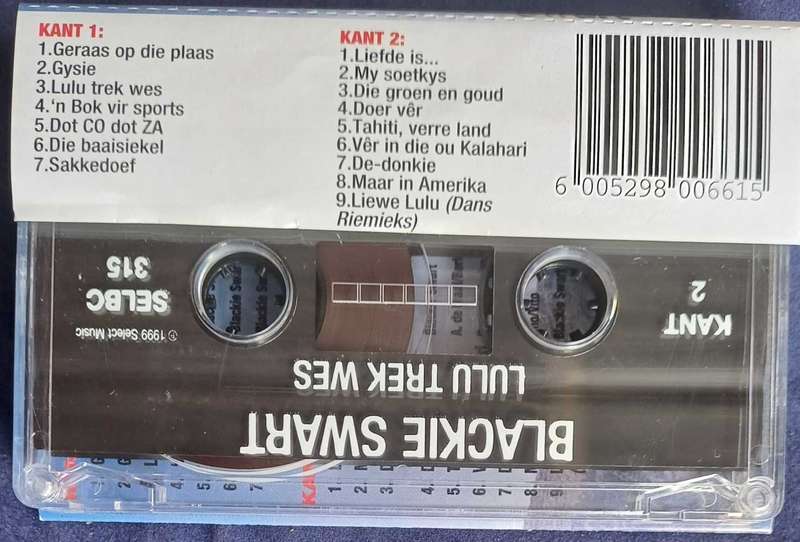 KANT 1:
1.Geraas op die plaas
2.Gysie
3.Lulu trek wes
4.'n Bok vir sports
5.Dot CO dot ZA
6.Die baaisiekel
7.Sakkedoef
KANT 2:
1.Liefde is...
2.My soetkys
3.Die groen en goud
4.Doer vêr
5.Tahiti, verre land
6.Vêr in die ou Kalahari
7.De-donkie
8.Maar in Amerika
9.Liewe Lulu (Dans
Riemieks)
6 005298 006615
BLACKIE SWART
LULU TREK WES
KANT
2
SELBC
315
℗ 1999 Select Music